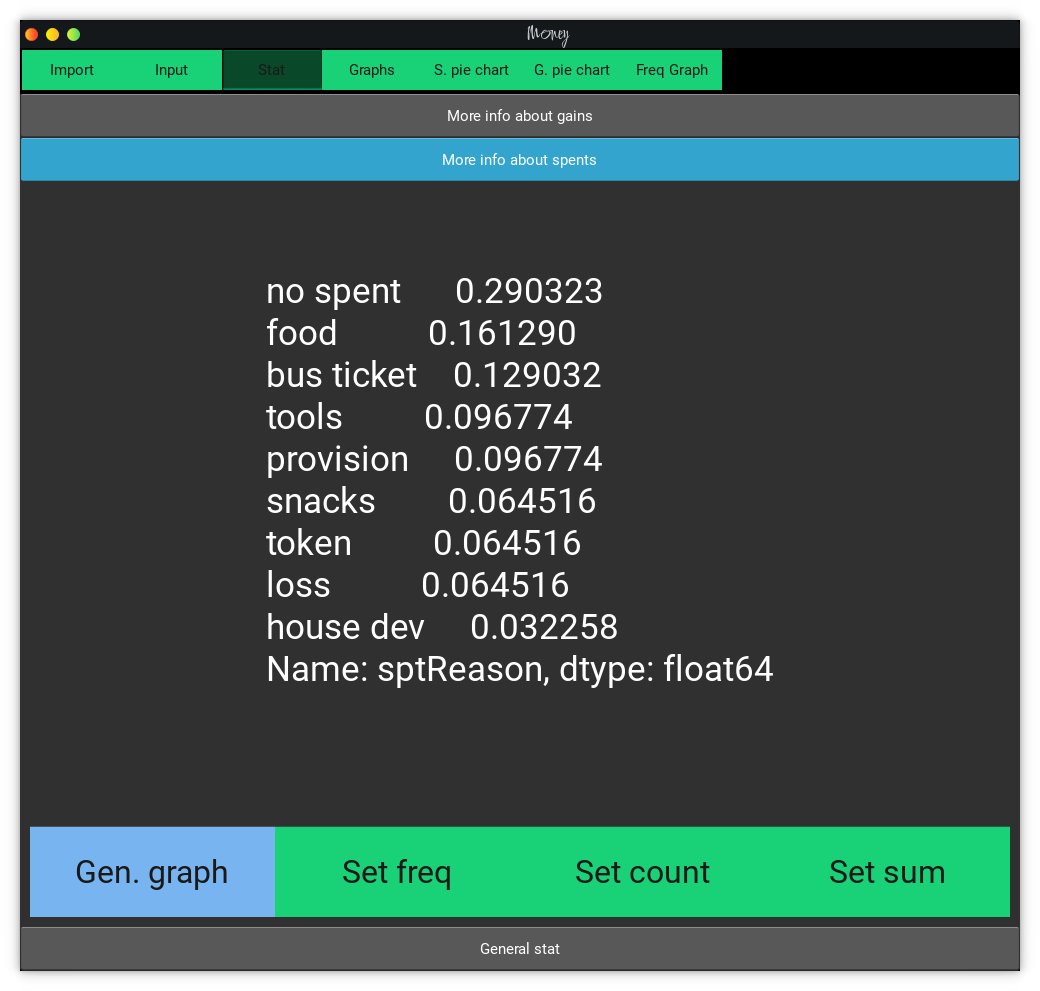 Money
Import Input Stat Graphs S. pie chart G. pie chart Freq Graph
More info about gains
More info about spents
no spent 0.290323
food 0.161290
bus ticket 0.129032
tools 0.096774
provision 0.096774
snacks 0.064516
token 0.064516
loss 0.064516
house dev 0.032258
Name: sptReason, dtype: float64
Gen. graph Set freq Set count Set sum
General stat